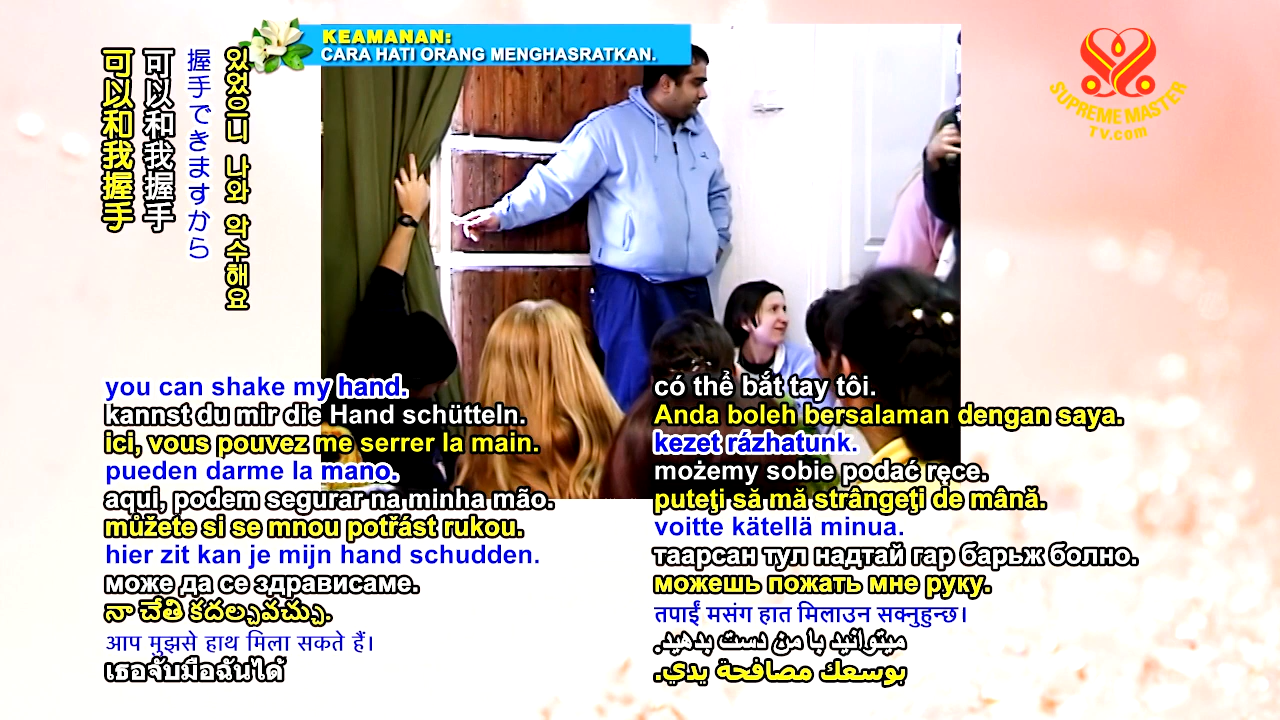 KEAMANAN:
CARA HATI ORANG MENGHASRATKAN.
SUPREME MASTER
TV.com
可以和我握手
可以和我握手
握手できますから
있었으니 나와 악수해요
you can shake my hand.
kannst du mir die Hand schütteln.
ici, vous pouvez me serrer la main.
pueden darme la mano.
aqui, podem segurar na minha mão.
můžete si se mnou potřást rukou.
hier zit kan je mijn hand schudden.
може да се здрависаме.
నా చేతి కదల్చవచ్చు.
आप मुझसे हाथ मिला सकते हैं।
เธอจับมือฉันได้
có thể bắt tay tôi.
Anda boleh bersalaman dengan saya.
kezet rázhatunk.
możemy sobie podać ręce.
puteţi să mă strângeţi de mână.
voitte kätellä minua.
таарсан тул надтай гар барьж болно.
можешь пожать мне руку.
तपाईं मसंग हात मिलाउन सक्नुहुन्छ।
میتوانید با من دست بدهید.
بوسعك مصافحة يدي.